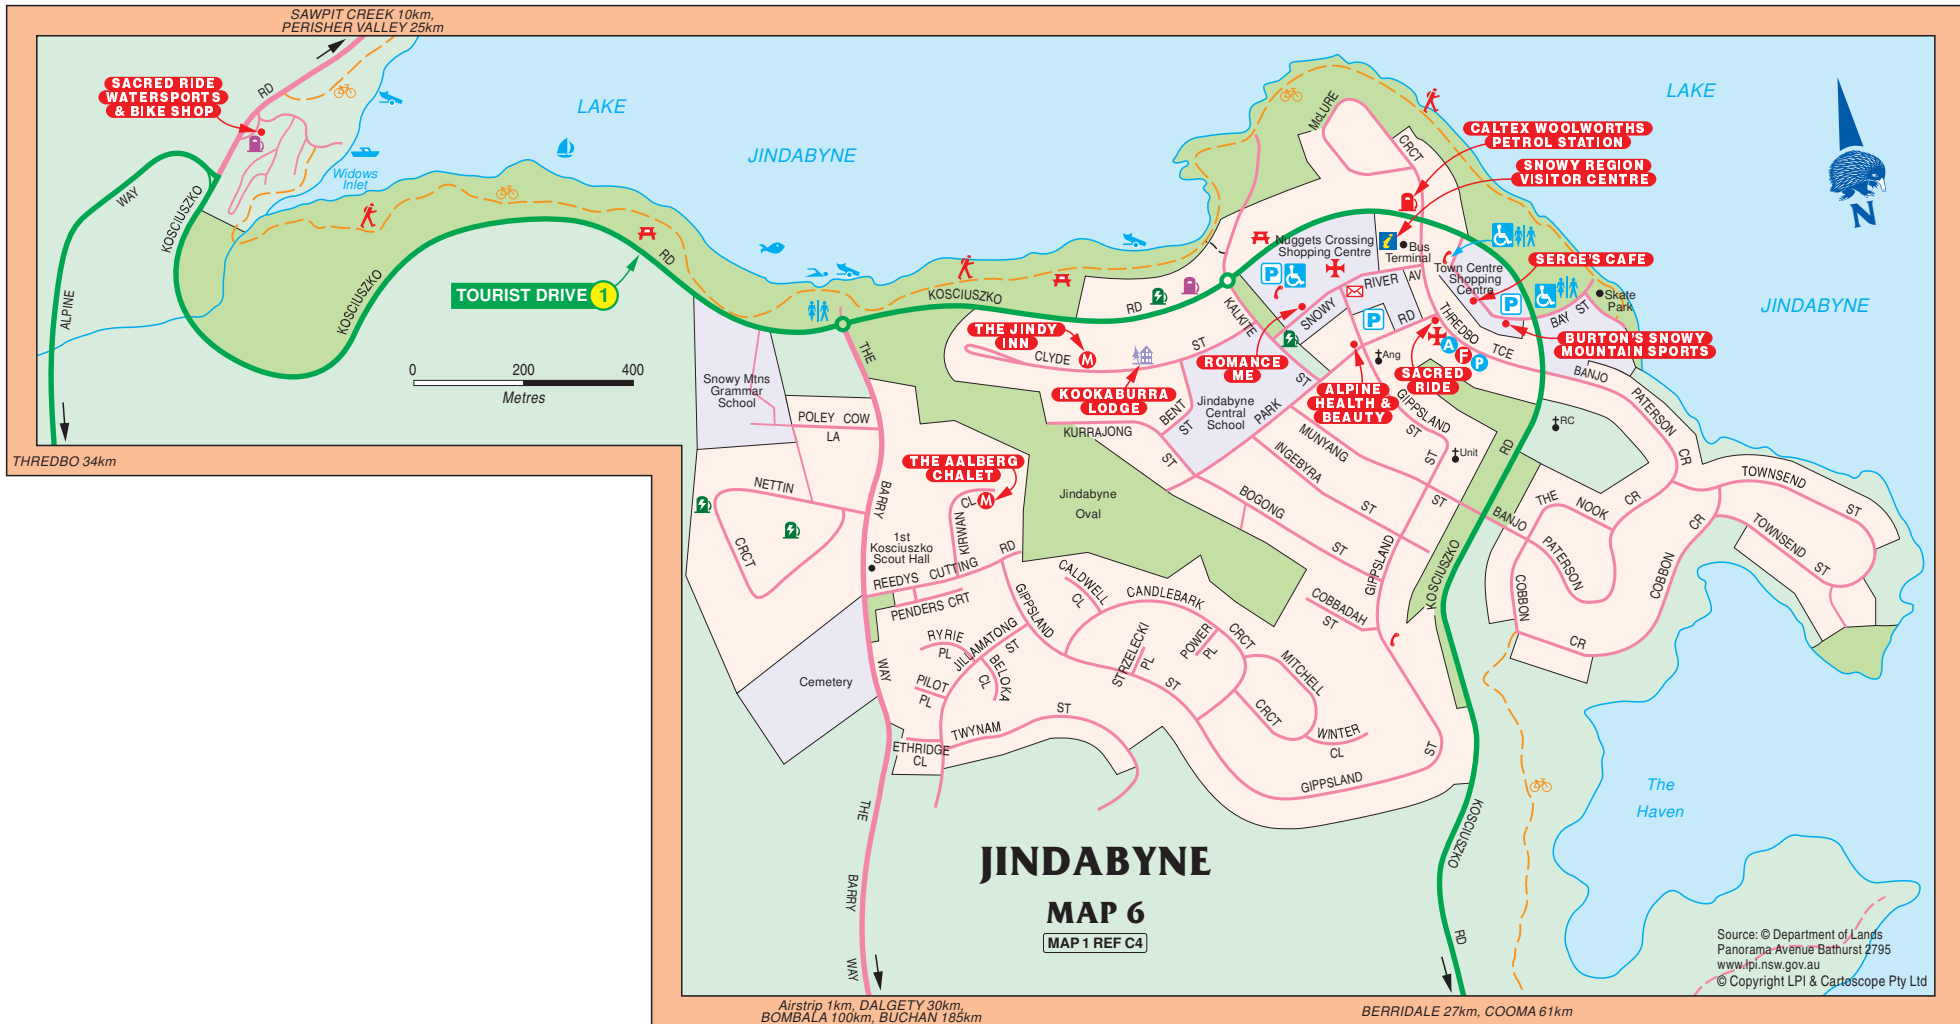 SAWPIT CREEK 10km,
PERISHER VALLEY 25km
SACRED RIDE
WATERSPORTS
& BIKE SHOP
RD
LAKE
JINDABYNE
Widows
Inlet
WAY
KOSCIUSZKO
ALPINE
KOSCIUSZKO
TOURIST DRIVE 1
RD
THREDBO 34km
0 200 400
Metres
KOSCIUSZKO
RD
McLURE
CRCT
LAKE
JINDABYNE
N
CALTEX WOOLWORTHS
PETROL STATION
SNOWY REGION
VISITOR CENTRE
Nuggets Crossing
Shopping Centre
i
Bus
Terminal
Town Centre
Shopping
Centre
SERGE'S CAFE
Skate
Park
BAY ST
BURTON'S SNOWY
MOUNTAIN SPORTS
P
P
P
RIVER
AV
SNOWY
RD
THREDBO
TCE
KALKITE
ST
A
F
P
Ang
SACRED
RIDE
ROMANCE
ME
ALPINE
HEALTH &
BEAUTY
THE JINDY
INN
CLYDE
M
ST
KOOKABURRA
LODGE
BENT
ST
Jindabyne
Central
School
PARK
KURRAJONG
ST
GIPPSLAND
ST
ST
MUNYANG
ST
INGEBYRA
ST
BOGONG
ST
GIPPSLAND
Unit
RC
RD
KOSCIUSZKO
BANJO
PATERSON
CR
TOWNSEND
ST
TOWNSEND
ST
BANJO
PATERSON
THE
NOOK
CR
CR
COBBON
COBBON
CR
Snowy Mtns
Grammar
School
THE
POLEY COW
LA
NETTIN
CRCT
BARRY
THE AALBERG
CHALET
CL
M
KIRWAN
1st
Kosciuszko
Scout Hall
Jindabyne
Oval
REEDYS CUTTING
RD
PENDERS CRT
GIPPSLAND
ST
CALDWELL
CL
CANDLEBARK
CRCT
COBBADAH
ST
RYRIE
PL
JILLAMATONG
ST
BELOKA
CL
PILOT
PL
STRZELECKI
PL
POWER
PL
MITCHELL
CRCT
WINTER
CL
Cemetery
WAY
TWYNAM
ST
ETHRIDGE
CL
GIPPSLAND
ST
THE
BARRY
WAY
KOSCIUSZKO
RD
The
Haven
JINDABYNE
MAP 6
MAP 1 REF C4
Source: © Department of Lands
Panorama Avenue Bathurst 2795
www.lpi.nsw.gov.au
© Copyright LPI & Cartoscope Pty Ltd
Airstrip 1km, DALGETY 30km,
BOMBALA 100km, BUCHAN 185km
BERRIDALE 27km, COOMA 61km
JINDABYNE